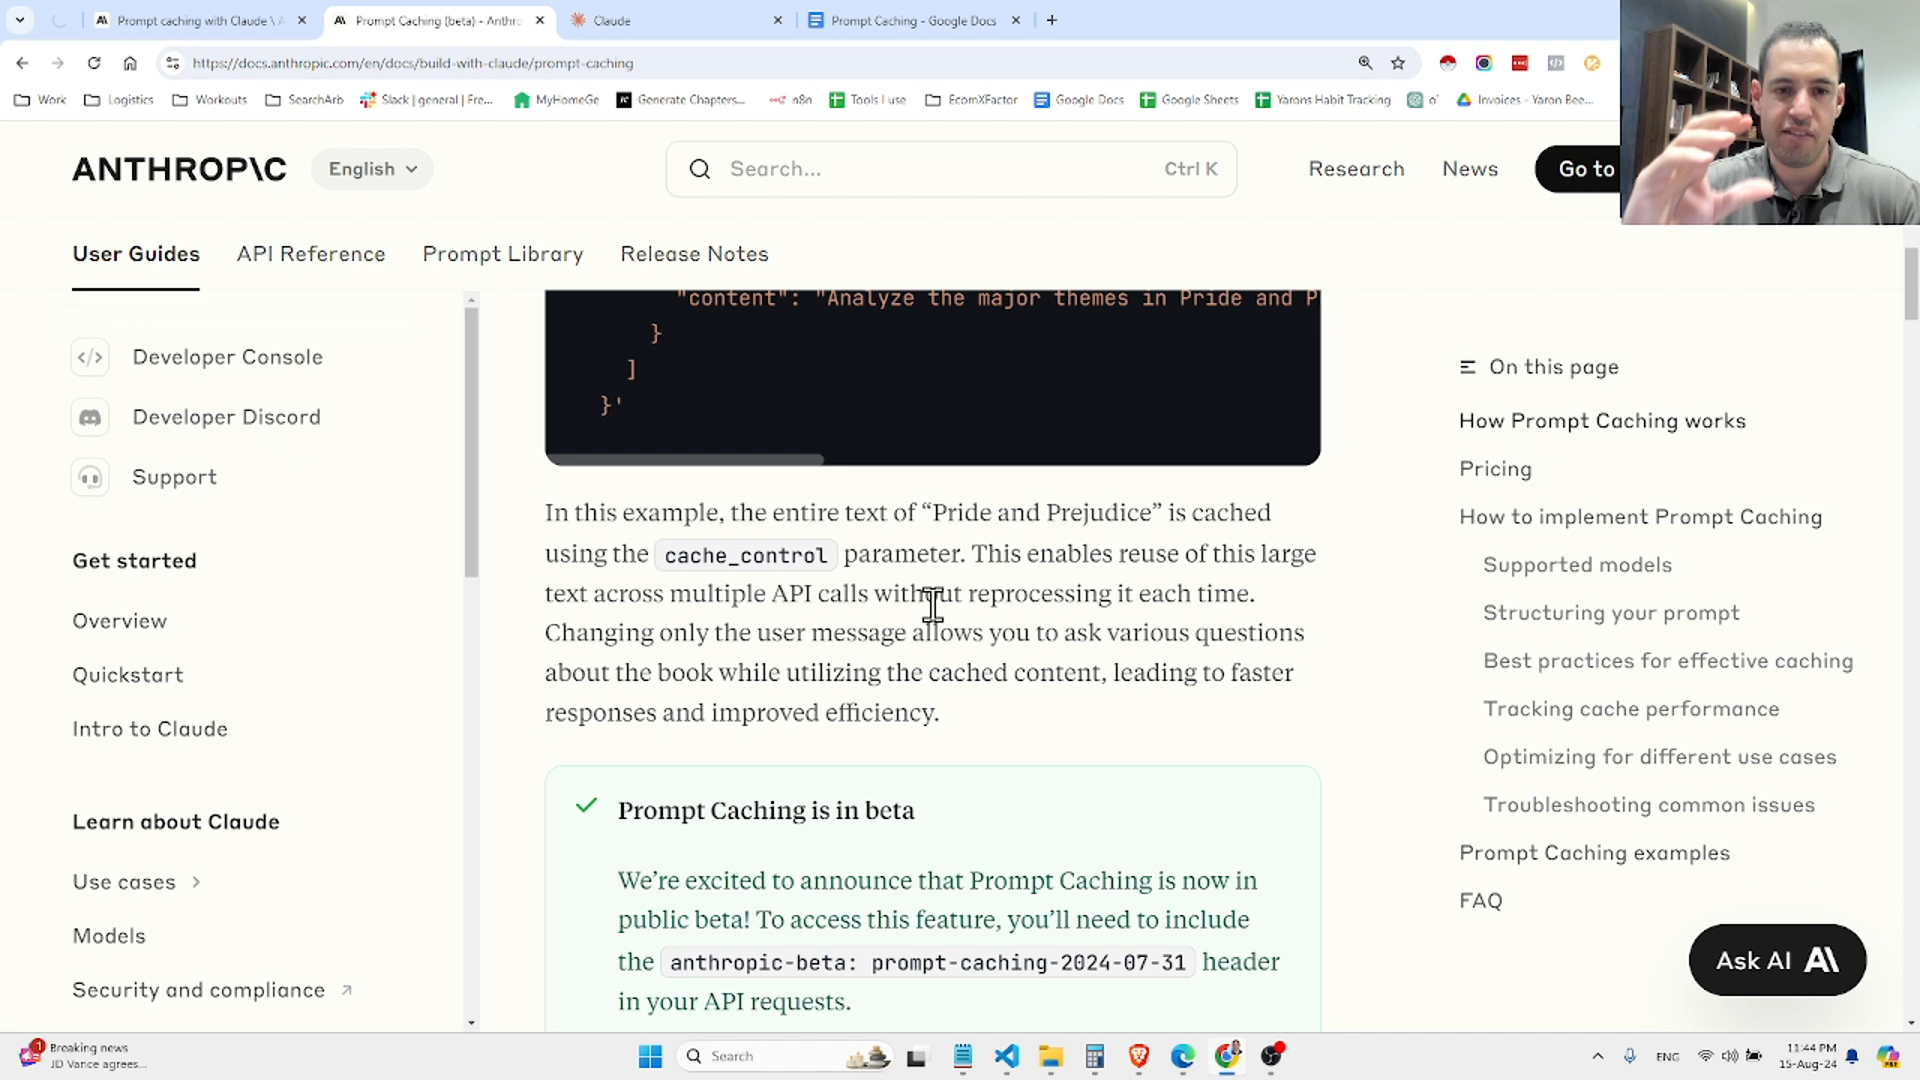 Prompt caching with Claude \ A
Prompt Caching (beta) - Anthr
Claude
Prompt Caching - Google Docs
https://docs.anthropic.com/en/docs/build-with-claude/prompt-caching
Work
Logistics
Workouts
SearchArb
Slack | general | Fre...
MyHomeGe
Generate Chapters...
n8n
Tools I use
EcomXFactor
Google Docs
Google Sheets
Yarons Habit Tracking
o'
Invoices - Yaron Bee...
ANTHROP\C
English
Search...
Ctrl K
Research
News
Go to
User Guides
API Reference
Prompt Library
Release Notes
Developer Console
Developer Discord
Support
Get started
Overview
Quickstart
Intro to Claude
Learn about Claude
Use cases
Models
Security and compliance
"content": "Analyze the major themes in Pride and P
}
]
}'
In this example, the entire text of “Pride and Prejudice” is cached
using the cache_control parameter. This enables reuse of this large
text across multiple API calls without reprocessing it each time.
Changing only the user message allows you to ask various questions
about the book while utilizing the cached content, leading to faster
responses and improved efficiency.
Prompt Caching is in beta
We’re excited to announce that Prompt Caching is now in
public beta! To access this feature, you’ll need to include
the anthropic-beta: prompt-caching-2024-07-31 header
in your API requests.
On this page
How Prompt Caching works
Pricing
How to implement Prompt Caching
Supported models
Structuring your prompt
Best practices for effective caching
Tracking cache performance
Optimizing for different use cases
Troubleshooting common issues
Prompt Caching examples
FAQ
Ask AI
1
Breaking news
JD Vance agrees...
Search
ENG
11:44 PM
15-Aug-24